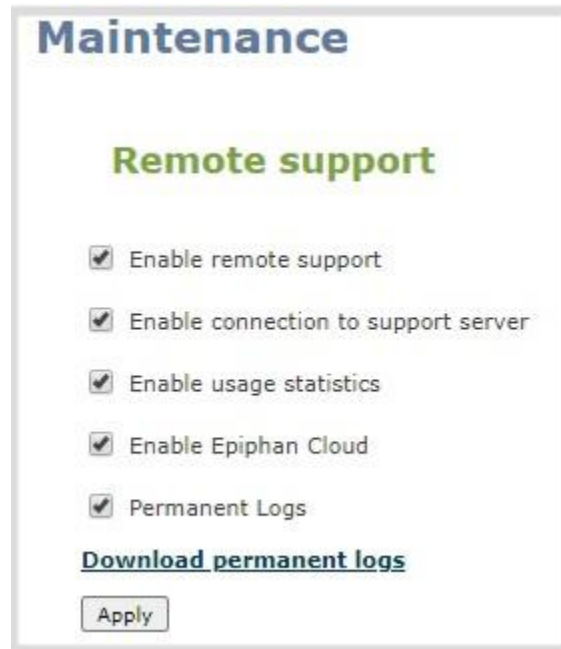 Maintenance
Remote support
Enable remote support
Enable connection to support server
Enable usage statistics
Enable Epiphan Cloud
Permanent Logs
Download permanent logs
Apply